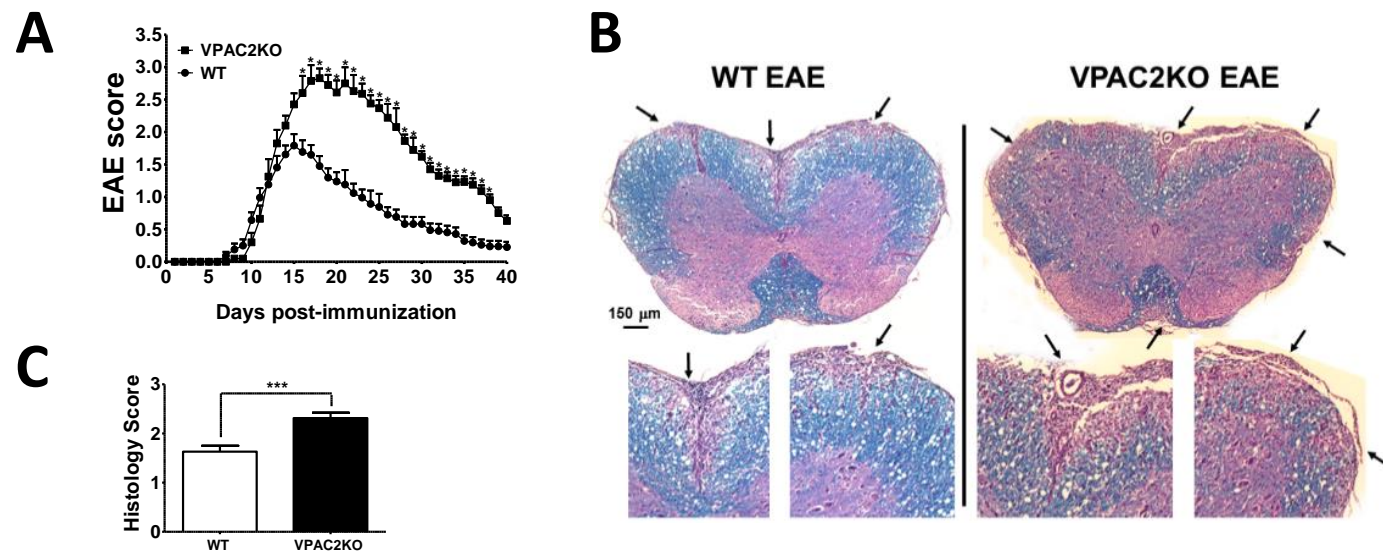 A
EAE score
3.5
3.0
2.5
2.0
1.5
1.0
0.5
0.0
VPAC2KO
WT
* * * * * * * * * * * * * * * * * * * * * * *
0 5 10 15 20 25 30 35 40
Days post-immunization
B
WT EAE
VPAC2KO EAE
150 μm
C
Histology Score
3
2
1
0
***
WT VPAC2KO